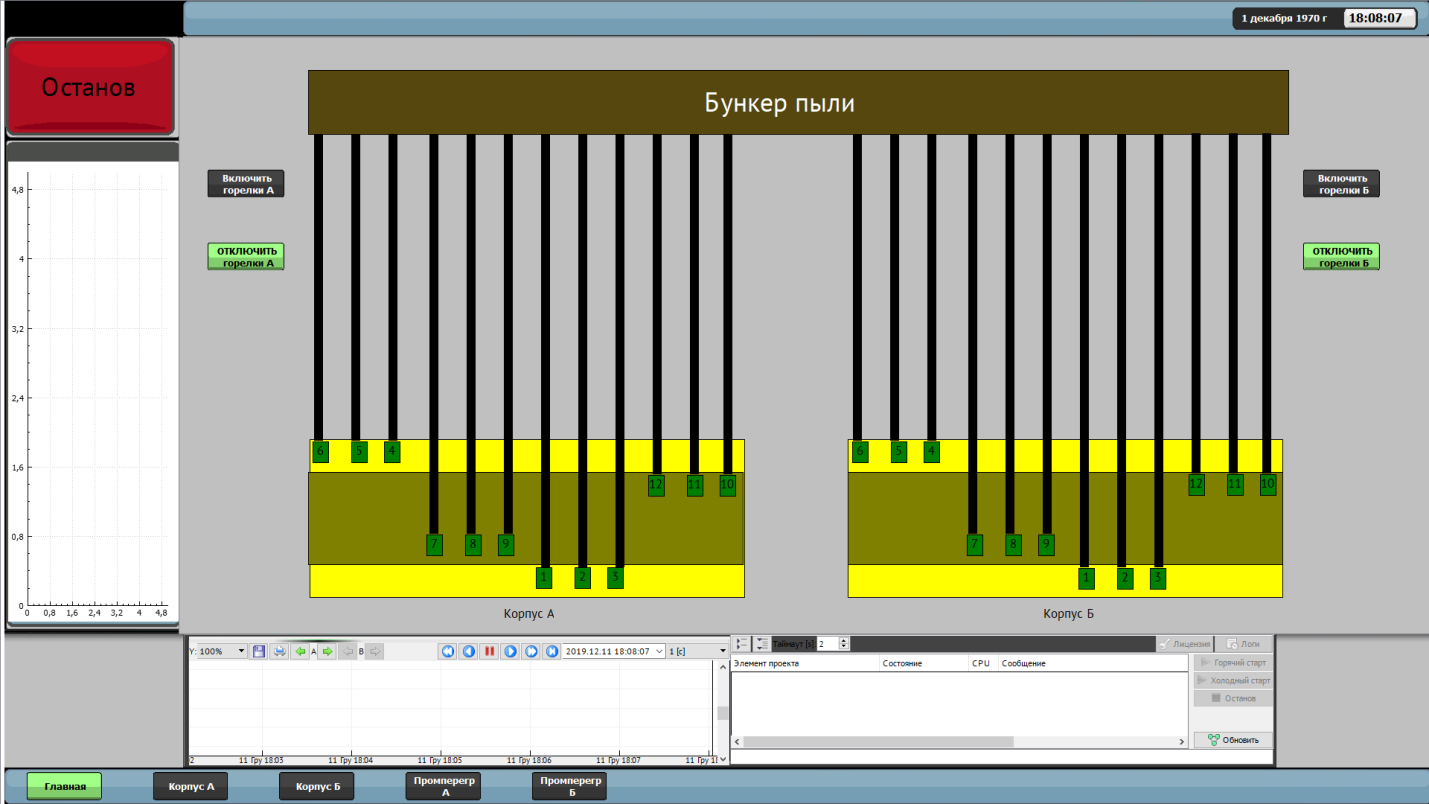 1 декабря 1970 г 18:08:07
Останов
Бункер пыли
Включить
горелки А
Включить
горелки Б
ОТКЛЮЧИТЬ
горелки А
ОТКЛЮЧИТЬ
горелки Б
4,8
4
3,2
2,4
1,6
0,8
0
0 0,8 1,6 2,4 3,2 4 4,8
6 5 4 6 5 4
12 11 10 12 11 10
7 8 9 7 8 9
1 2 3 1 2 3
Корпус А Корпус Б
Y: 100% A B 2019.12.11 18:08:07 1 [с]
Таймаут [s]: 2 Лицензии Логи
Элемент проекта Состояние CPU Сообщение
Горячий старт
Холодный старт
Останов
Обновить
2 11 Гру 18:03 11 Гру 18:04 11 Гру 18:05 11 Гру 18:06 11 Гру 18:07
Главная Корпус А Корпус Б
Промперегр
А
Промперегр
Б